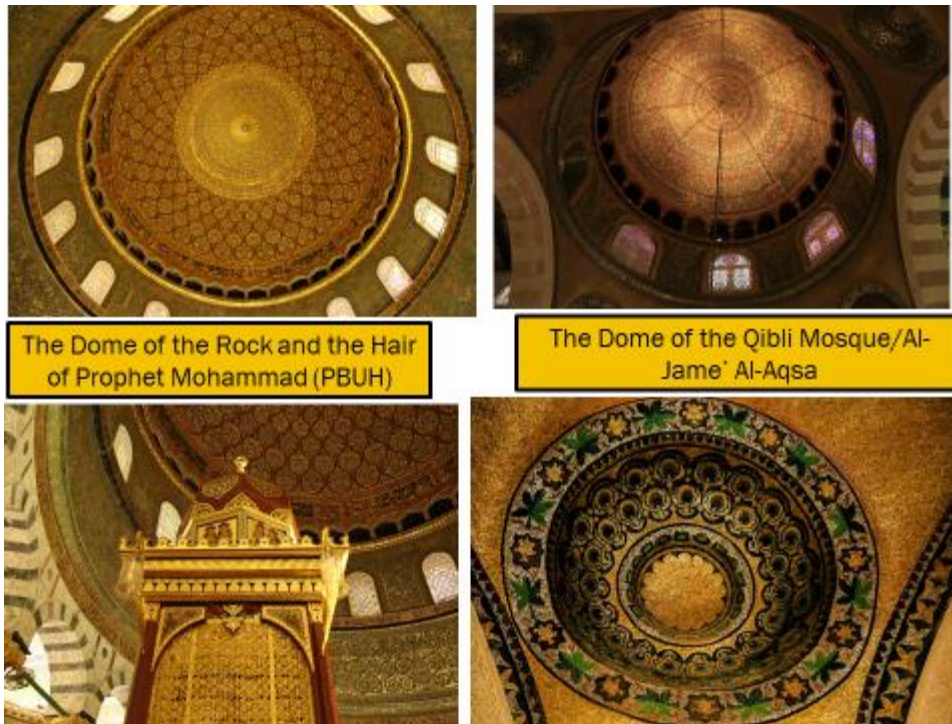 The Dome of the Rock and the Hair
of Prophet Mohammad (PBUH)
The Dome of the Qibli Mosque/Al-
Jame` Al-Aqsa